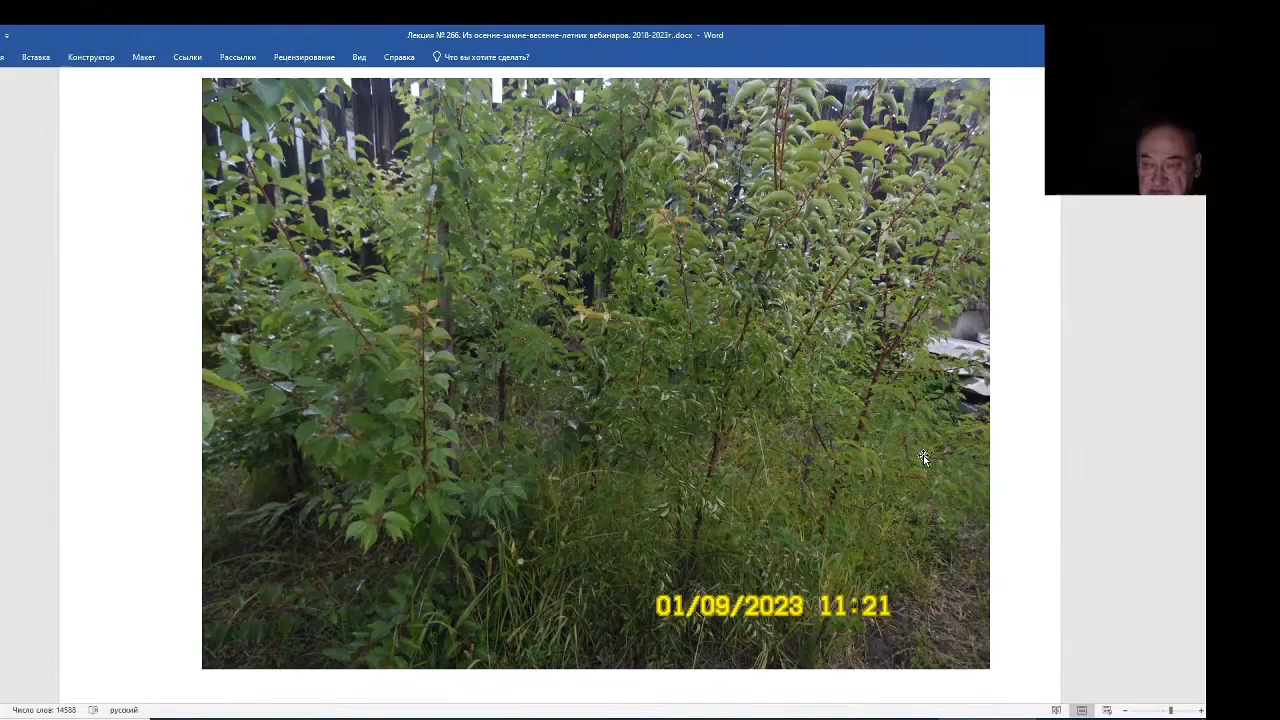 Лекция № 266. Из осенне-зимне-весенне-летних вебинаров. 2018-2023г..docx - Word
я Вставка Конструктор Макет Ссылки Рассылки Рецензирование Вид Справка Что вы хотите сделать?
01/09/2023 11:21
Число слов: 14588 русский